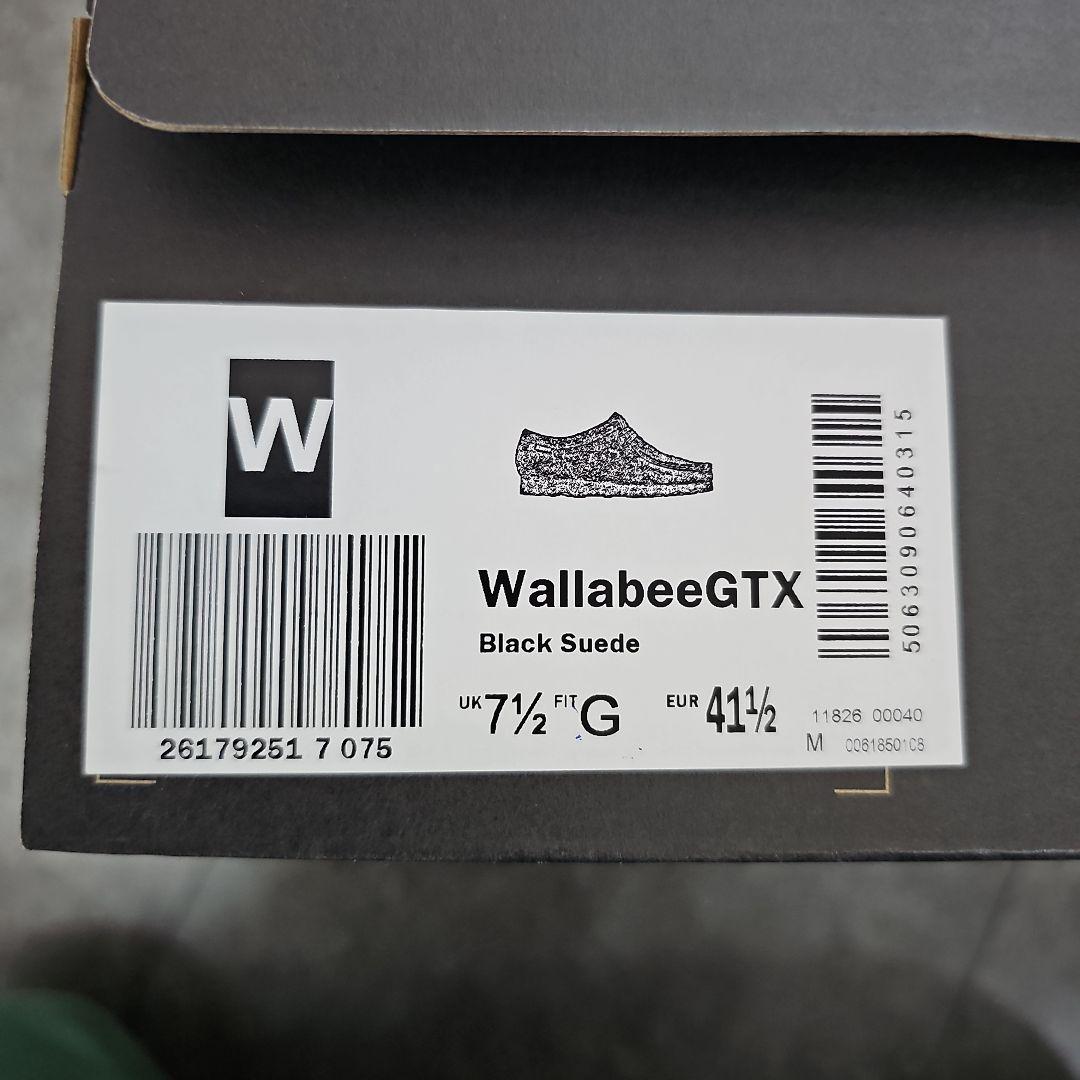 W
WallabeeGTX
Black Suede
UK 7½ FIT G EUR 41½
26179251 7 075
5063090640315
11826 00040
M 0061850108